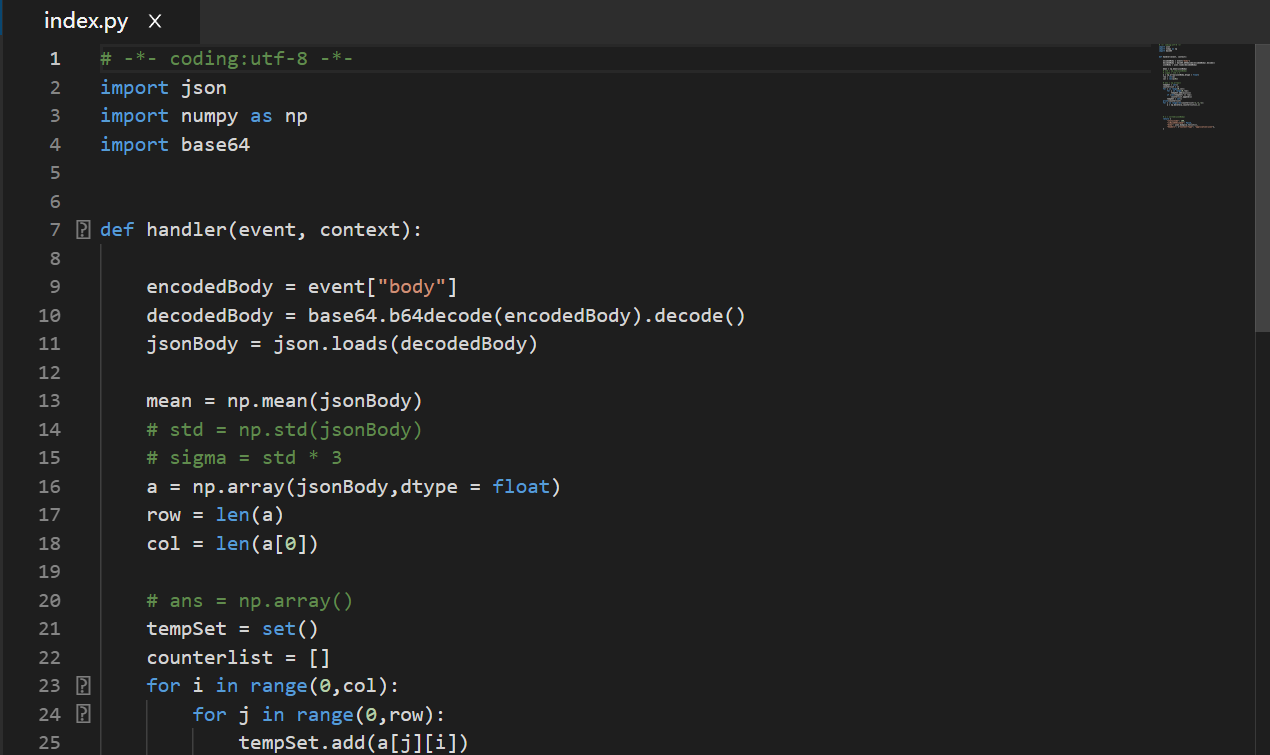 index.py X
1 # -*- coding:utf-8 -*-
2 import json
3 import numpy as np
4 import base64
5
6
7 def handler(event, context):
8
9 encodedBody = event["body"]
10 decodedBody = base64.b64decode(encodedBody).decode()
11 jsonBody = json.loads(decodedBody)
12
13 mean = np.mean(jsonBody)
14 # std = np.std(jsonBody)
15 # sigma = std * 3
16 a = np.array(jsonBody,dtype = float)
17 row = len(a)
18 col = len(a[0])
19
20 # ans = np.array()
21 tempSet = set()
22 counterlist = []
23 for i in range(0,col):
24 for j in range(0,row):
25 tempSet.add(a[j][i])